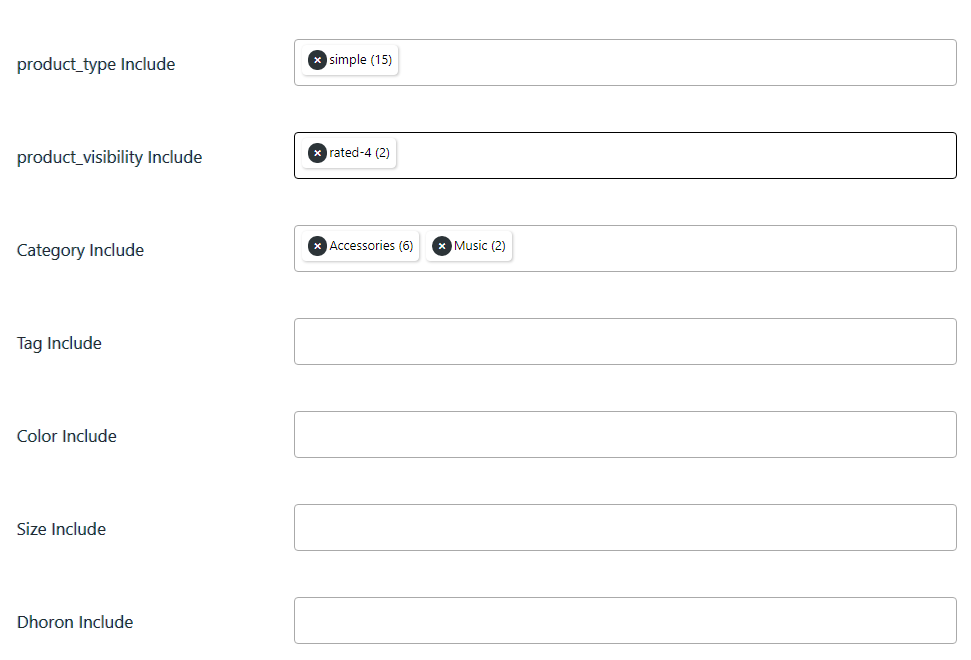 product_type Include
simple (15)
product_visibility Include
rated-4 (2)
Category Include
Accessories (6) Music (2)
Tag Include
Color Include
Size Include
Dhoron Include